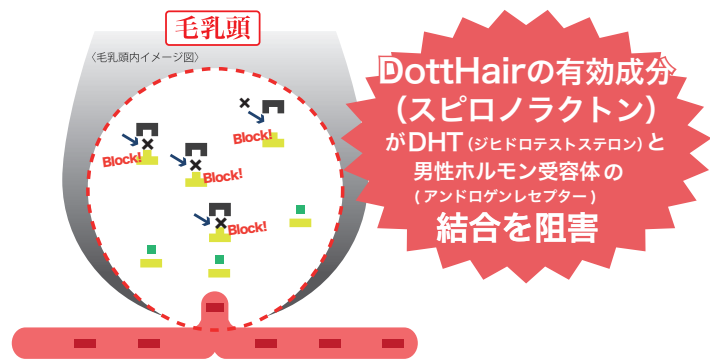 毛乳頭
〈毛乳頭内イメージ図〉
Block!
Block!
Block!
Block!
DottHairの有効成分
（スピロノラクトン）
がDHT（ジヒドロテストステロン）と
男性ホルモン受容体の
(アンドロゲンレセプター)
結合を阻害